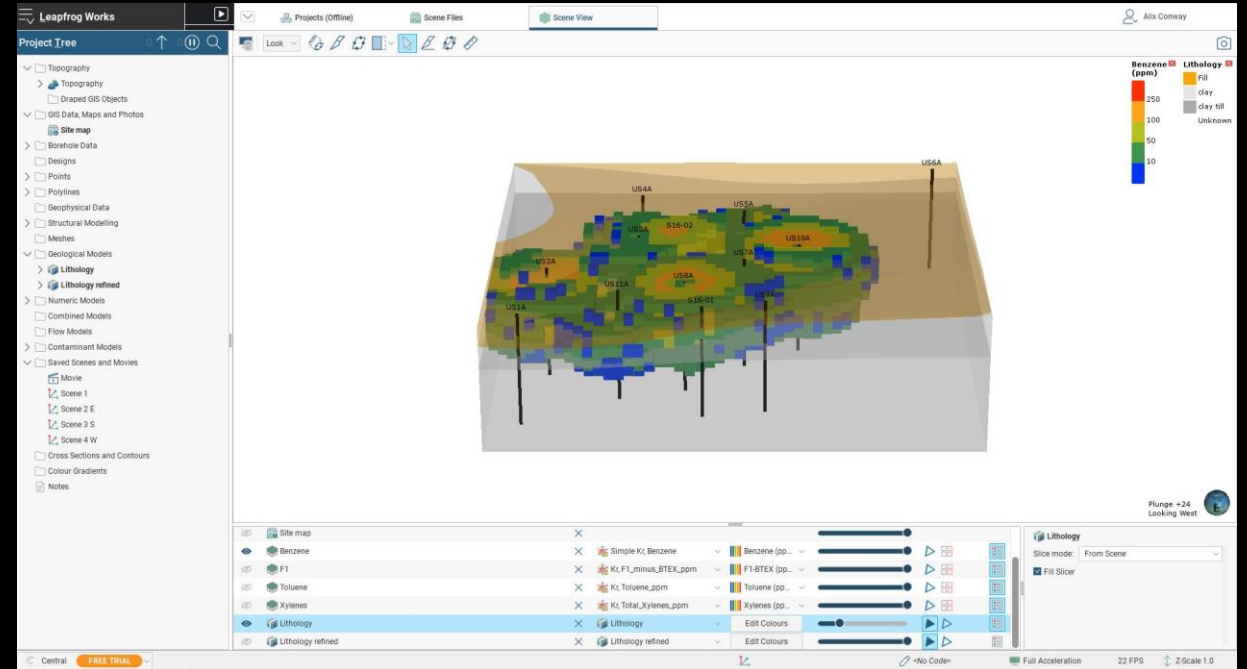 Leapfrog Works
Projects (Offline)
Scene Files
Scene View
Alix Conway
Project Tree
Look
Topography
Topography
Draped GIS Objects
GIS Data, Maps and Photos
Site map
Borehole Data
Designs
Points
Polylines
Geophysical Data
Structural Modelling
Meshes
Geological Models
Lithology
Lithology refined
Numeric Models
Combined Models
Flow Models
Contaminant Models
Saved Scenes and Movies
Movie
Scene 1
Scene 2 E
Scene 3 S
Scene 4 W
Cross Sections and Contours
Colour Gradients
Notes
Benzene
(ppm)
250
100
50
10
Lithology
Fill
clay
clay till
Unknown
US6A
US4A
US5A
US3A
S16-02
US10A
US7A
US2A
US8A
US11A
S16-01
US9A
US1A
Plunge +24
Looking West
Site map
Benzene Simple Kr, Benzene Benzene (pp...
F1 Kr, F1_minus_BTEX_ppm F1-BTEX (pp...
Toluene Kr, Toluene_ppm Toluene (pp...
Xylenes Kr, Total_Xylenes_ppm Xylenes (pp...
Lithology Lithology Edit Colours
Lithology refined Lithology refined Edit Colours
Lithology
Slice mode: From Scene
Fill Slicer
Central FREE TRIAL
<No Code>
Full Acceleration
22 FPS
Z-Scale 1.0